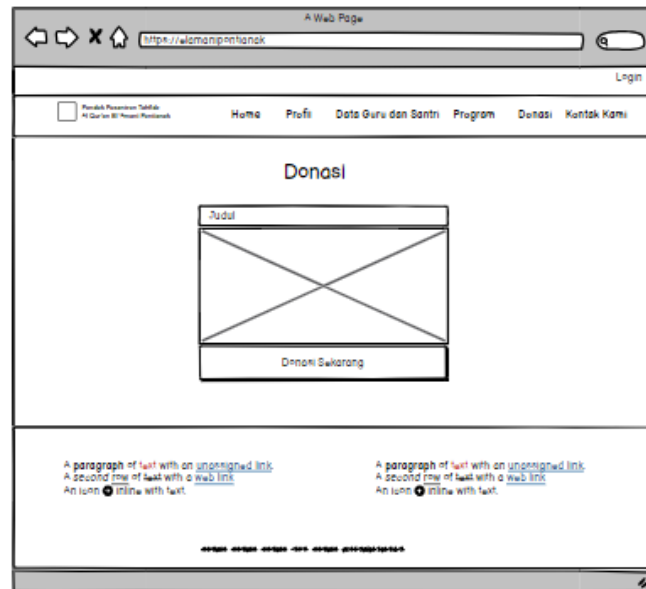 A Web Page
https://elamanipontianak
Login
Pondok Pesantren Tahfidz
Al Qur'an El Amani Pontianak
Home Profil Data Guru dan Santri Program Donasi Kontak Kami
Donasi
Judul
Donasi Sekarang
A paragraph of text with an unassigned link.
A second row of text with a web link
An icon inline with text.
A paragraph of text with an unassigned link.
A second row of text with a web link
An icon inline with text.